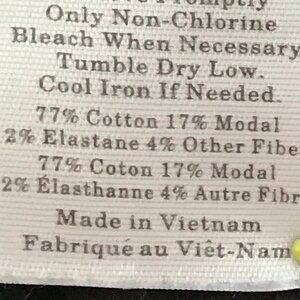 Promptly
Only Non-Chlorine
Bleach When Necessary
Tumble Dry Low.
Cool Iron If Needed.
77% Cotton 17% Modal
2% Elastane 4% Other Fibe
77% Coton 17% Modal
2% Élasthanne 4% Autre Fibr
Made in Vietnam
Fabriqué au Viêt-Nam